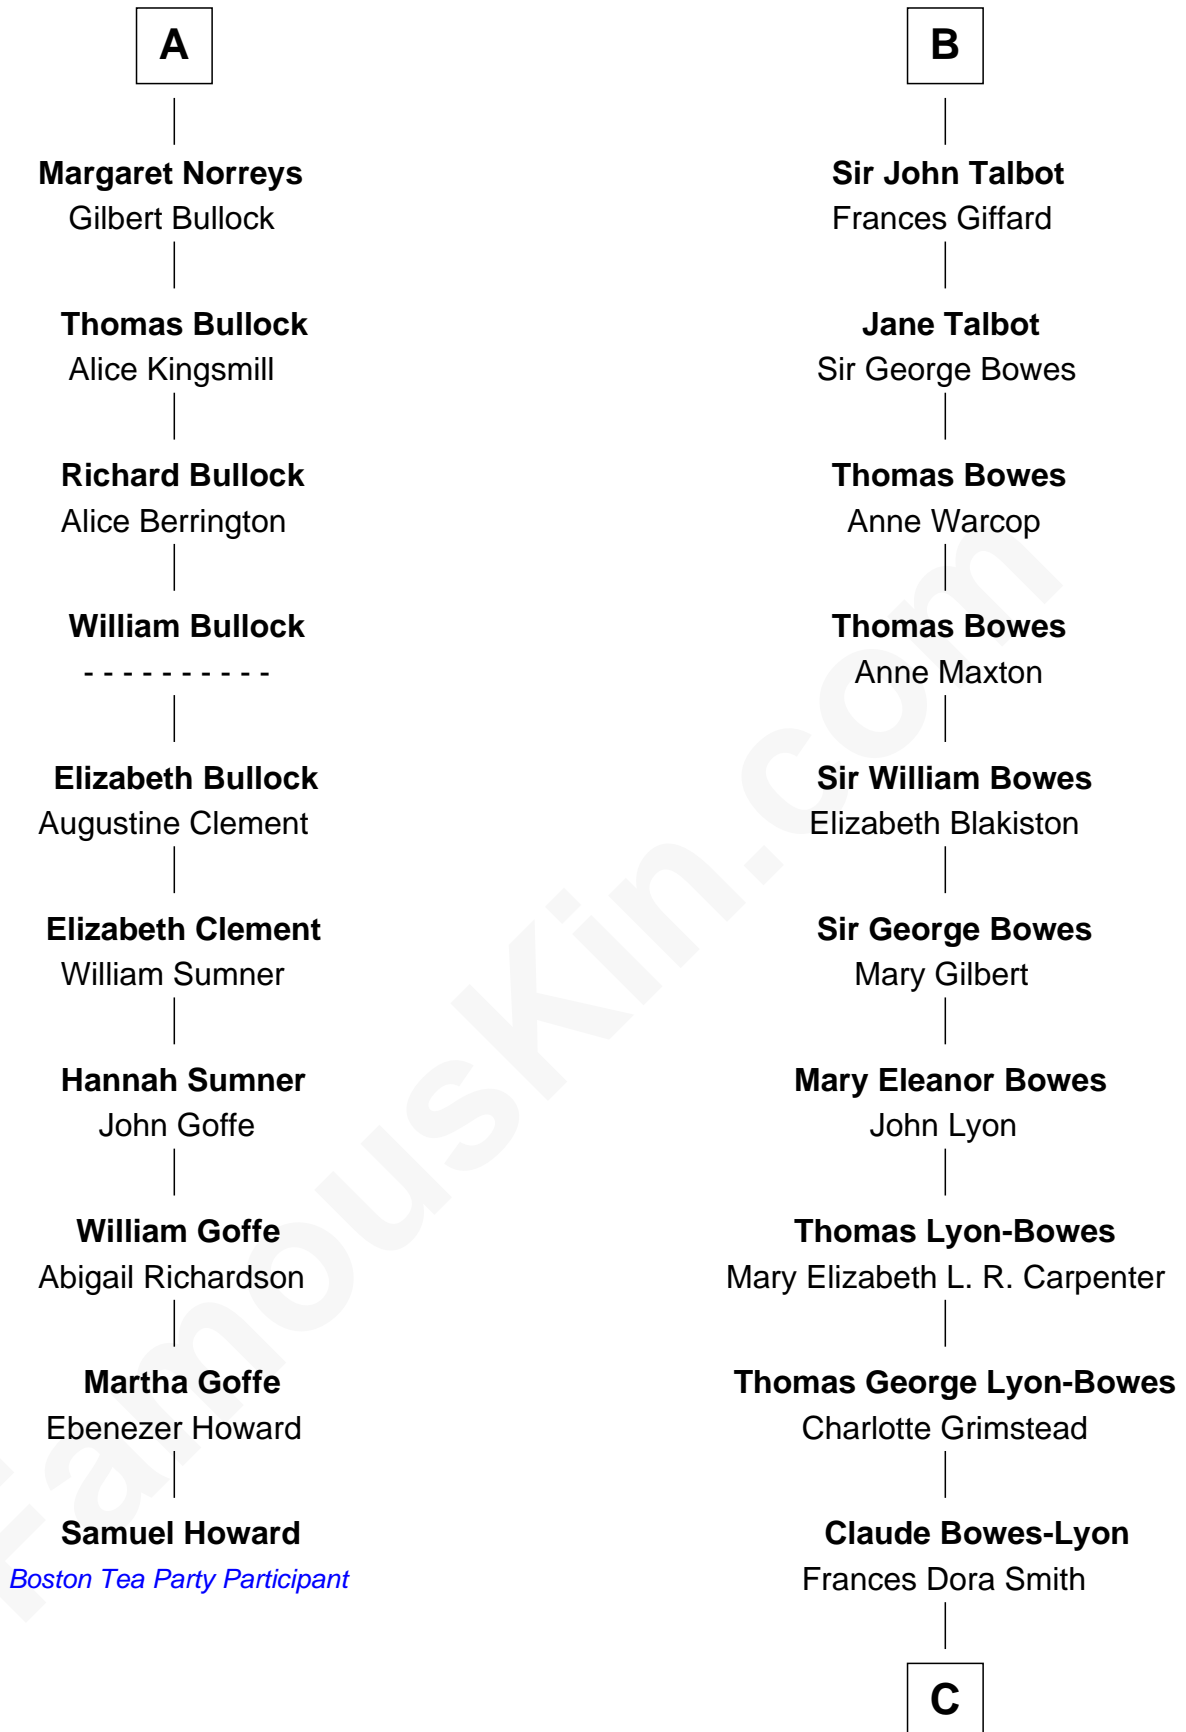 A
Margaret Norreys
Gilbert Bullock
Thomas Bullock
Alice Kingsmill
Richard Bullock
Alice Berrington
William Bullock
- - - - - - - - - -
Elizabeth Bullock
Augustine Clement
Elizabeth Clement
William Sumner
Hannah Sumner
John Goffe
William Goffe
Abigail Richardson
Martha Goffe
Ebenezer Howard
Samuel Howard
Boston Tea Party Participant
B
Sir John Talbot
Frances Giffard
Jane Talbot
Sir George Bowes
Thomas Bowes
Anne Warcop
Thomas Bowes
Anne Maxton
Sir William Bowes
Elizabeth Blakiston
Sir George Bowes
Mary Gilbert
Mary Eleanor Bowes
John Lyon
Thomas Lyon-Bowes
Mary Elizabeth L. R. Carpenter
Thomas George Lyon-Bowes
Charlotte Grimstead
Claude Bowes-Lyon
Frances Dora Smith
C
FamousKin.com